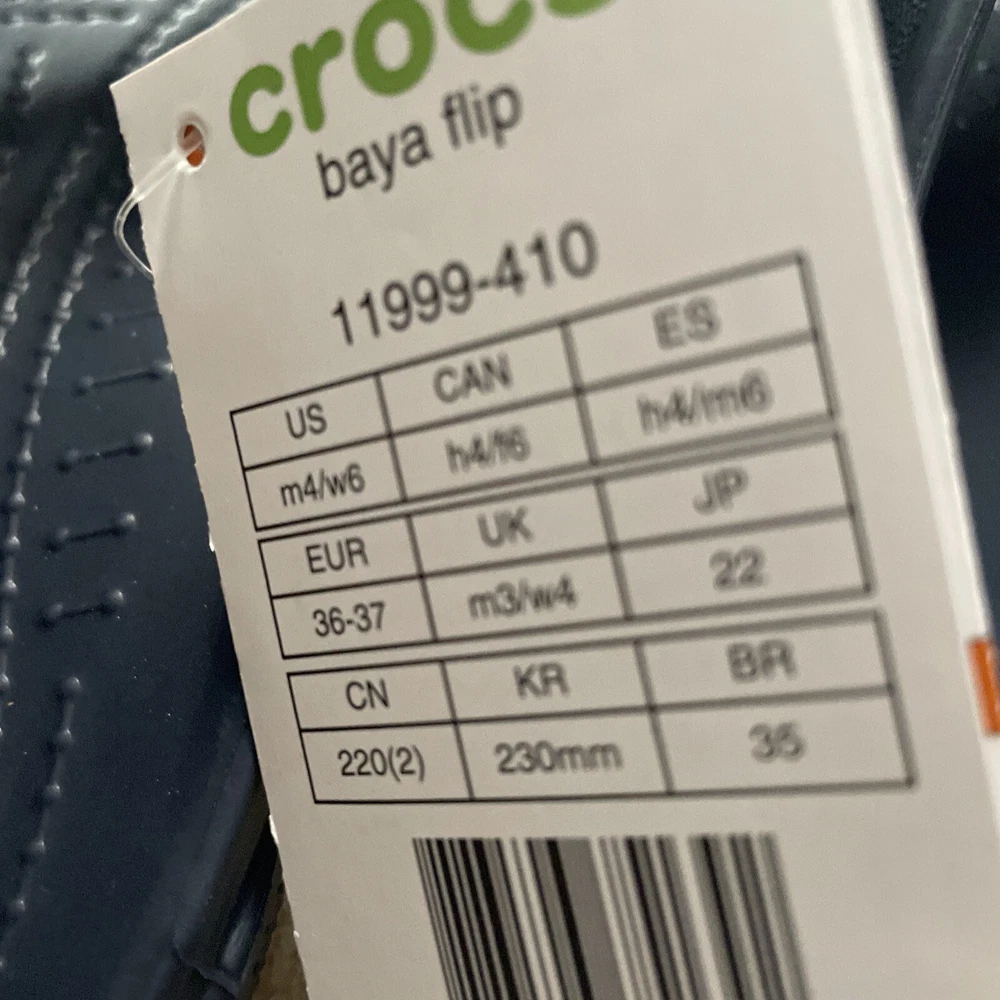 crocs
baya flip
11999-410
US CAN ES
m4/w6 h4/f6 h4/m6
EUR UK JP
36-37 m3/w4 22
CN KR BR
220(2) 230mm 35